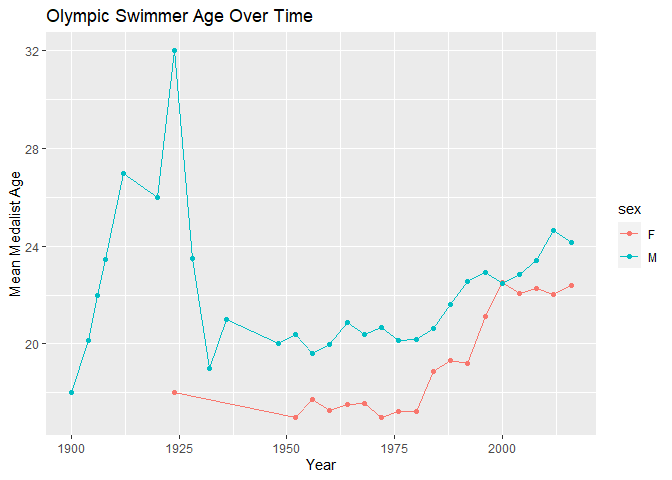 Olympic Swimmer Age Over Time
Mean Medalist Age
32
28
24
20
1900
1925
1950
1975
2000
Year
sex
F
M